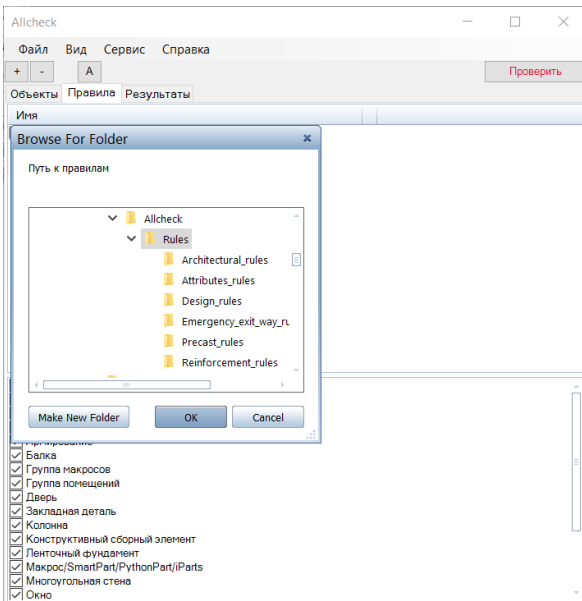 Allcheck
Файл Вид Сервис Справка
+ - A Проверить
Объекты Правила Результаты
Имя
Browse For Folder
Путь к правилам
Allcheck
Rules
Architectural_rules
Attributes_rules
Design_rules
Emergency_exit_way_ru
Precast_rules
Reinforcement_rules
Make New Folder OK Cancel
Балка
Группа макросов
Группа помещений
Дверь
Закладная деталь
Колонна
Конструктивный сборный элемент
Ленточный фундамент
Макрос/SmartPart/PythonPart/iParts
Многоугольная стена
Окно